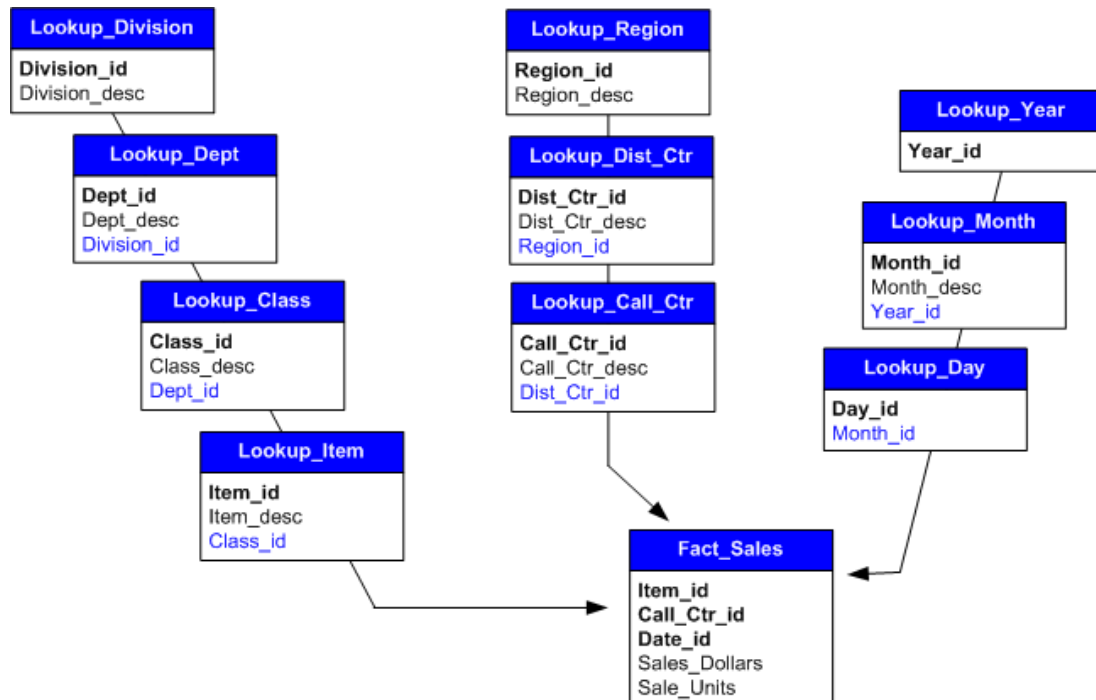 Lookup_Division
Division_id
Division_desc
Lookup_Dept
Dept_id
Dept_desc
Division_id
Lookup_Class
Class_id
Class_desc
Dept_id
Lookup_Item
Item_id
Item_desc
Class_id
Lookup_Region
Region_id
Region_desc
Lookup_Dist_Ctr
Dist_Ctr_id
Dist_Ctr_desc
Region_id
Lookup_Call_Ctr
Call_Ctr_id
Call_Ctr_desc
Dist_Ctr_id
Lookup_Year
Year_id
Lookup_Month
Month_id
Month_desc
Year_id
Lookup_Day
Day_id
Month_id
Fact_Sales
Item_id
Call_Ctr_id
Date_id
Sales_Dollars
Sale_Units